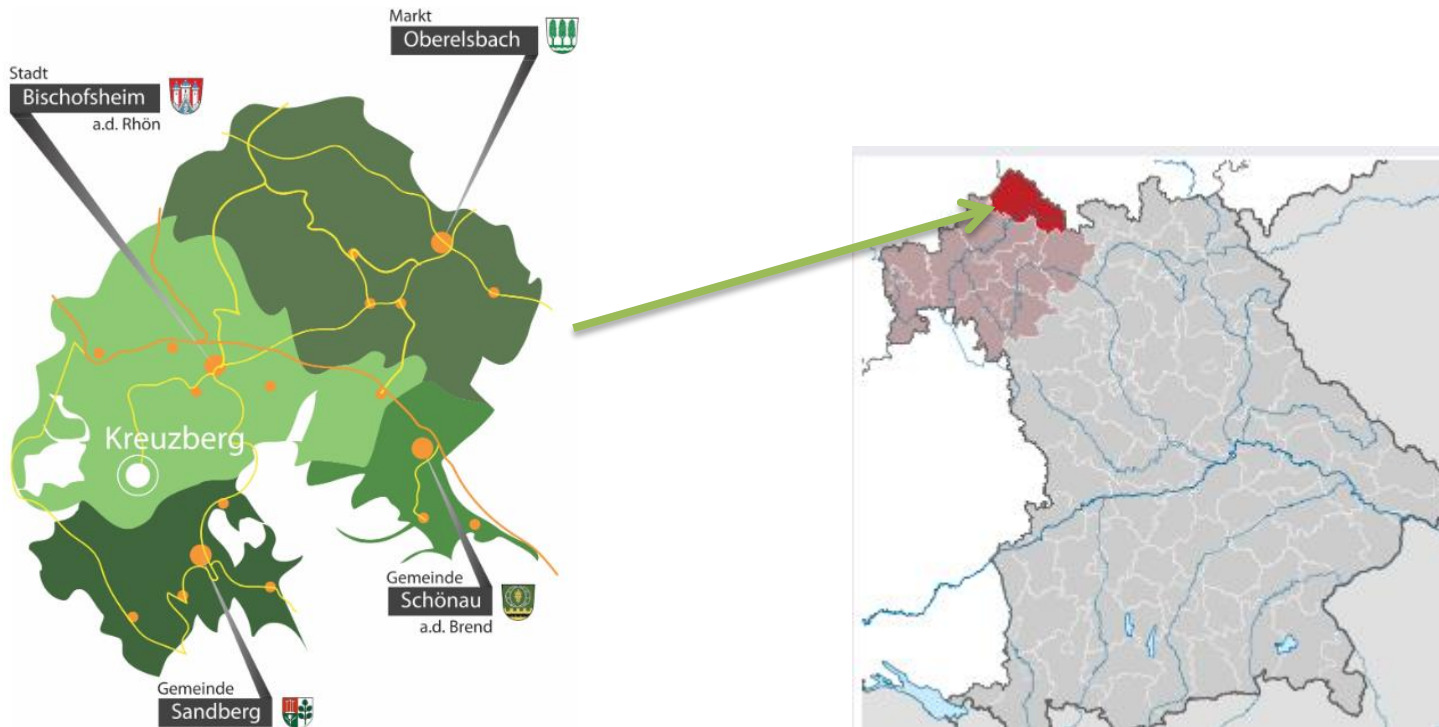 Markt
Oberelsbach
Stadt
Bischofsheim
a.d. Rhön
Kreuzberg
Gemeinde
Schönau
a.d. Brend
Gemeinde
Sandberg